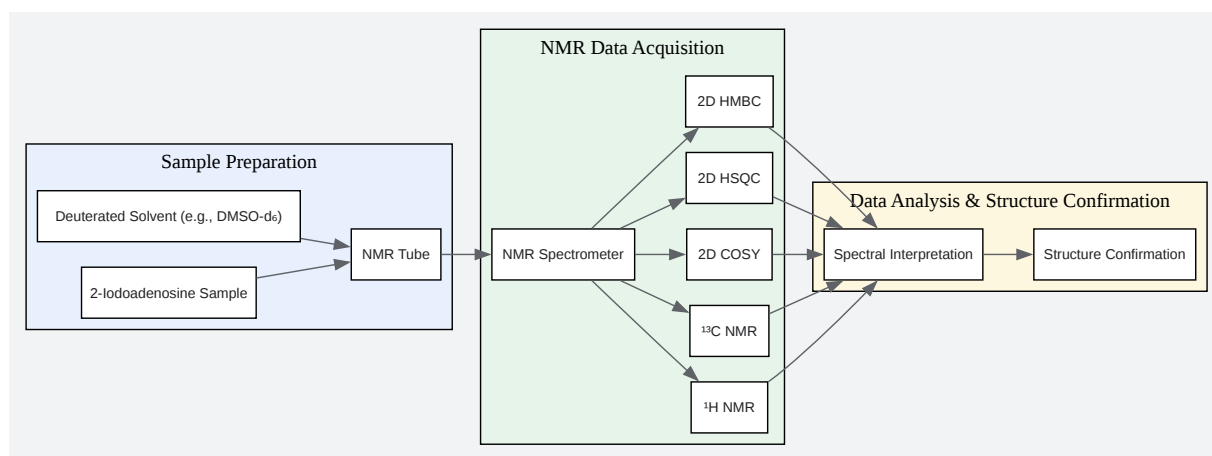 Sample Preparation
Deuterated Solvent (e.g., DMSO-d₆)
2-Iodoadenosine Sample
NMR Tube
NMR Data Acquisition
NMR Spectrometer
2D HMBC
2D HSQC
2D COSY
¹³C NMR
¹H NMR
Data Analysis & Structure Confirmation
Spectral Interpretation
Structure Confirmation